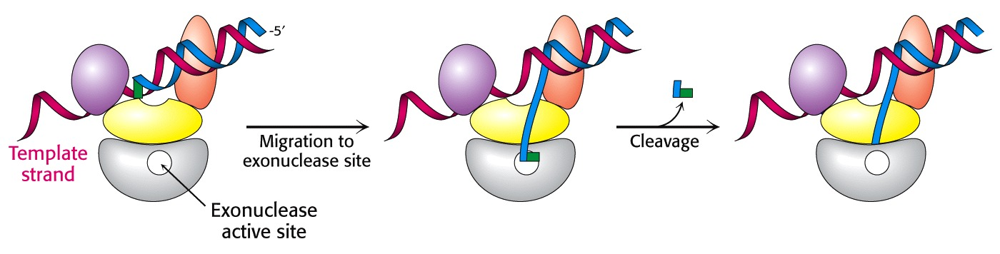 -5′
Template
strand
Migration to
exonuclease site
Cleavage
Exonuclease
active site